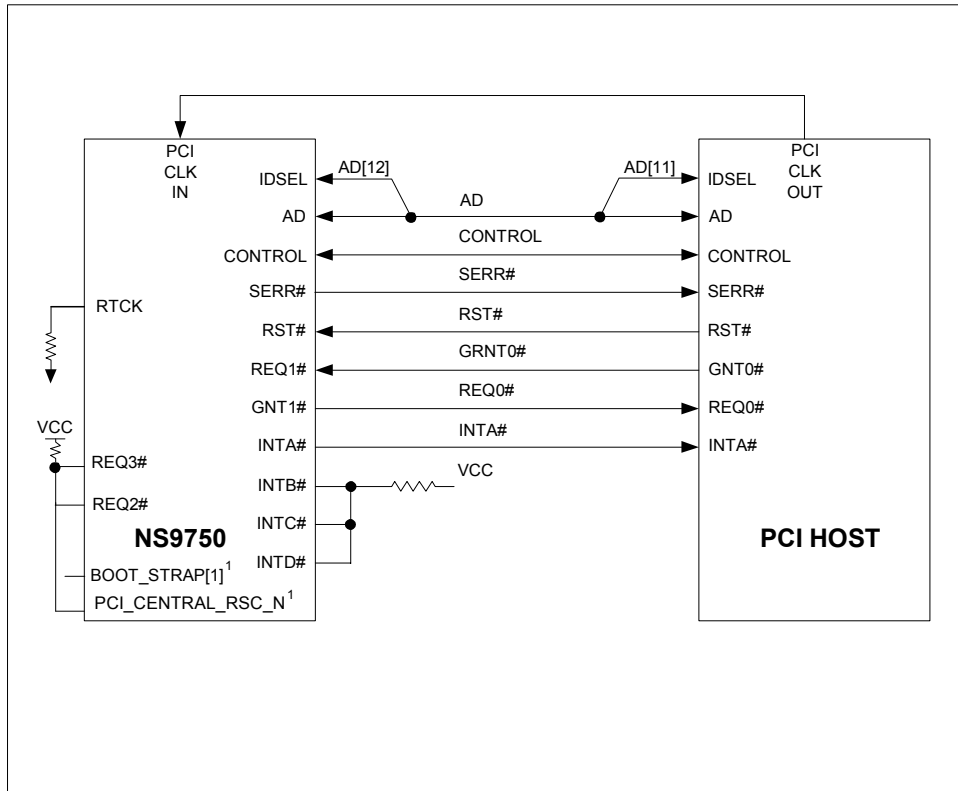 PCI
CLK
IN
PCI
CLK
OUT
IDSEL
AD[12]
AD[11]
IDSEL
AD
AD
AD
CONTROL
CONTROL
CONTROL
SERR#
SERR#
SERR#
RTCK
RST#
RST#
RST#
REQ1#
GRNT0#
GNT0#
GNT1#
REQ0#
REQ0#
VCC
INTA#
INTA#
INTA#
REQ3#
INTB#
VCC
REQ2#
INTC#
NS9750
PCI HOST
INTD#
BOOT_STRAP[1]1
PCI_CENTRAL_RSC_N1